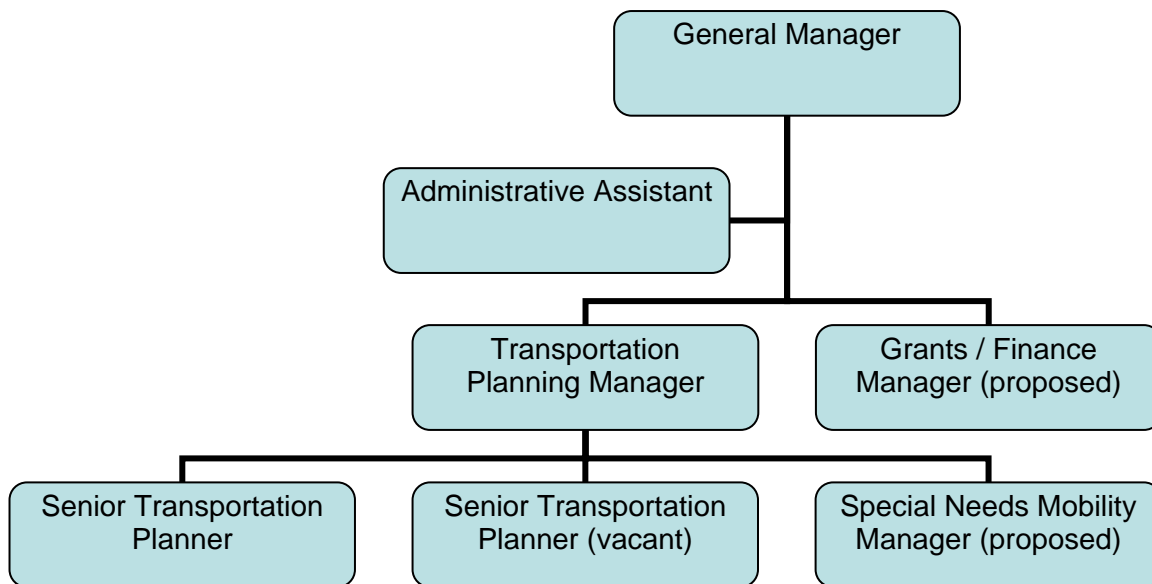 General Manager
Administrative Assistant
Transportation
Planning Manager
Grants / Finance
Manager (proposed)
Senior Transportation
Planner
Senior Transportation
Planner (vacant)
Special Needs Mobility
Manager (proposed)